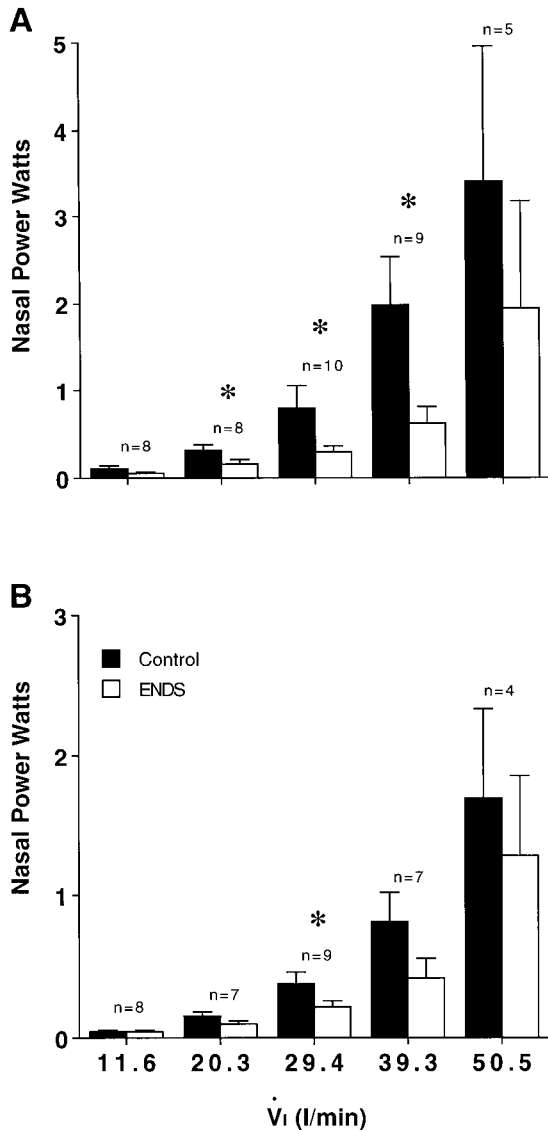 A
Nasal Power Watts
5
4
3
2
1
0
n=8
*
n=8
*
n=10
*
n=9
n=5
B
Nasal Power Watts
3
2
1
0
Control
ENDS
n=8
n=7
*
n=9
n=7
n=4
11.6 20.3 29.4 39.3 50.5
V̇I (l/min)